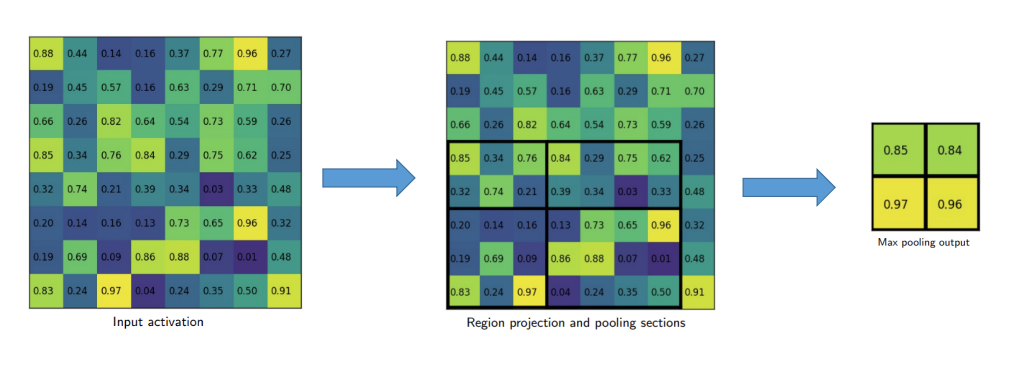 0.88 0.44 0.14 0.16 0.37 0.77 0.96 0.27
0.19 0.45 0.57 0.16 0.63 0.29 0.71 0.70
0.66 0.26 0.82 0.64 0.54 0.73 0.59 0.26
0.85 0.34 0.76 0.84 0.29 0.75 0.62 0.25
0.32 0.74 0.21 0.39 0.34 0.03 0.33 0.48
0.20 0.14 0.16 0.13 0.73 0.65 0.96 0.32
0.19 0.69 0.09 0.86 0.88 0.07 0.01 0.48
0.83 0.24 0.97 0.04 0.24 0.35 0.50 0.91
Input activation
0.88 0.44 0.14 0.16 0.37 0.77 0.96 0.27
0.19 0.45 0.57 0.16 0.63 0.29 0.71 0.70
0.66 0.26 0.82 0.64 0.54 0.73 0.59 0.26
0.85 0.34 0.76 0.84 0.29 0.75 0.62 0.25
0.32 0.74 0.21 0.39 0.34 0.03 0.33 0.48
0.20 0.14 0.16 0.13 0.73 0.65 0.96 0.32
0.19 0.69 0.09 0.86 0.88 0.07 0.01 0.48
0.83 0.24 0.97 0.04 0.24 0.35 0.50 0.91
Region projection and pooling sections
0.85 0.84
0.97 0.96
Max pooling output